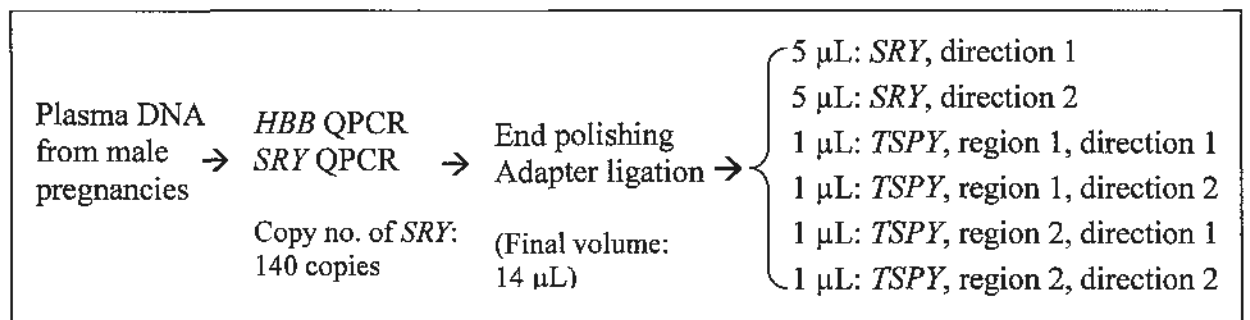 Plasma DNA
from male
pregnancies
→
HBB QPCR
SRY QPCR
Copy no. of SRY:
140 copies
→
End polishing
Adapter ligation
(Final volume:
14 µL)
→
5 µL: SRY, direction 1
5 µL: SRY, direction 2
1 µL: TSPY, region 1, direction 1
1 µL: TSPY, region 1, direction 2
1 µL: TSPY, region 2, direction 1
1 µL: TSPY, region 2, direction 2